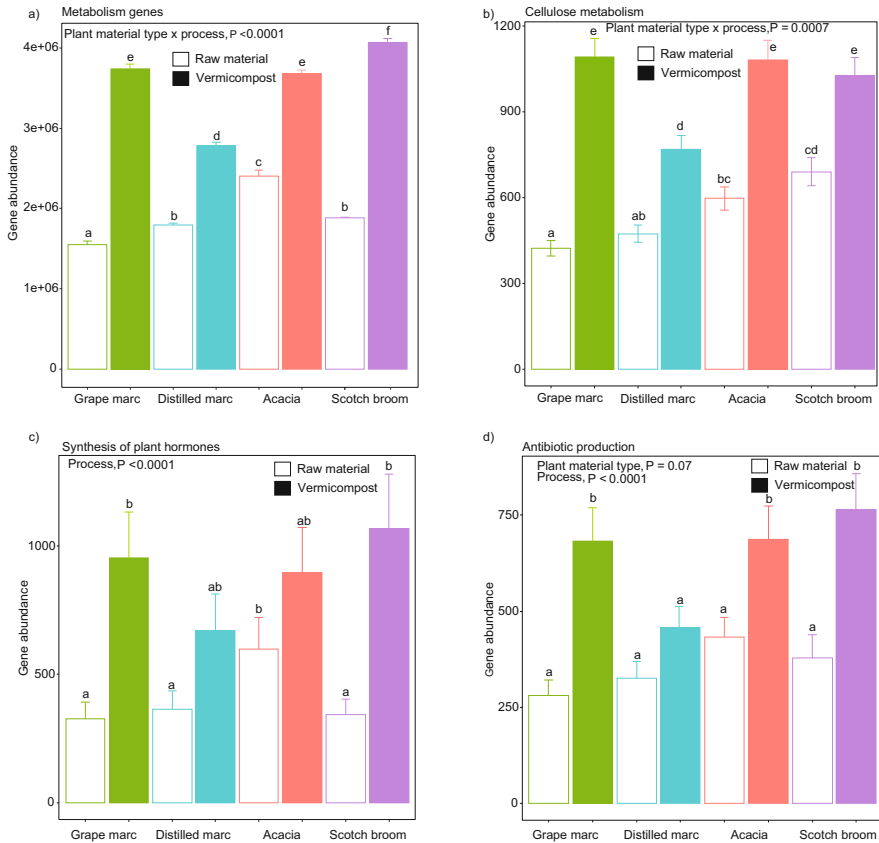 a)
Metabolism genes
Plant material type x process, P <0.0001
Raw material
Vermicompost
Gene abundance
4e+06
3e+06
2e+06
1e+06
0
a e b d c e b f
Grape marc Distilled marc Acacia Scotch broom
b)
Cellulose metabolism
Plant material type x process, P = 0.0007
Raw material
Vermicompost
Gene abundance
1200
900
600
300
0
a e ab d bc e cd e
Grape marc Distilled marc Acacia Scotch broom
c)
Synthesis of plant hormones
Process, P <0.0001
Raw material
Vermicompost
Gene abundance
1000
500
0
a b a ab b ab a b
Grape marc Distilled marc Acacia Scotch broom
d)
Antibiotic production
Plant material type, P = 0.07
Process, P <0.0001
Raw material
Vermicompost
Gene abundance
750
500
250
0
a b a a a b a b
Grape marc Distilled marc Acacia Scotch broom